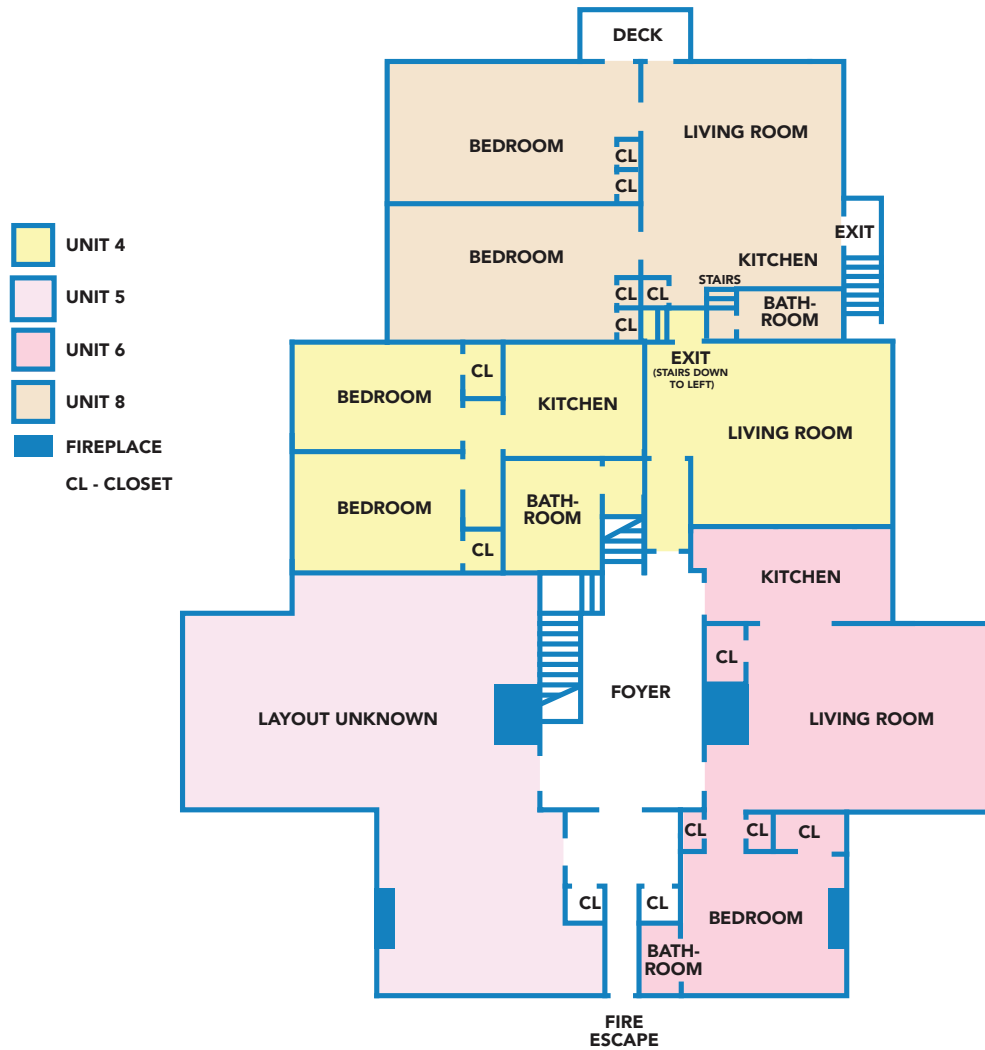 DECK
BEDROOM
LIVING ROOM
CL
CL
UNIT 4
UNIT 5
UNIT 6
UNIT 8
FIREPLACE
CL - CLOSET
BEDROOM
EXIT
KITCHEN
STAIRS
CL
CL
CL
BATH-
ROOM
EXIT
(STAIRS DOWN
TO LEFT)
CL
BEDROOM
KITCHEN
LIVING ROOM
BEDROOM
BATH-
ROOM
CL
KITCHEN
CL
FOYER
LAYOUT UNKNOWN
LIVING ROOM
CL
CL
CL
CL
CL
BEDROOM
BATH-
ROOM
FIRE
ESCAPE